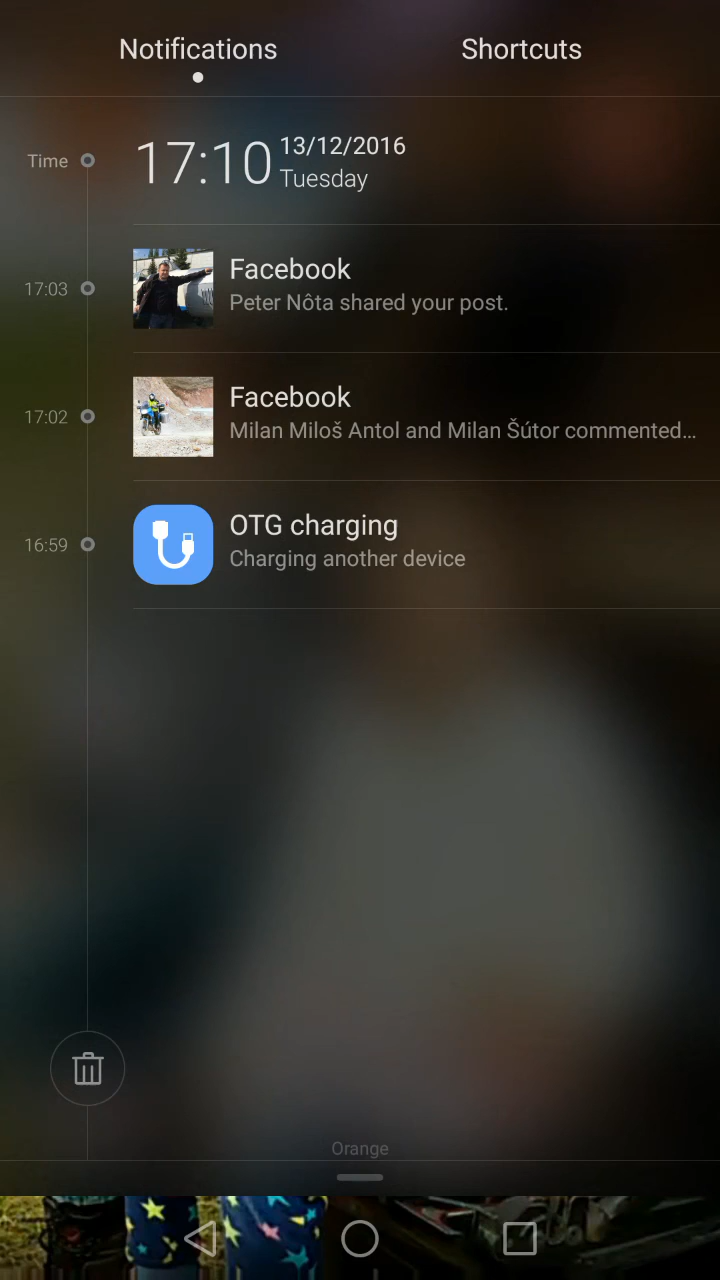 Notifications
Shortcuts
Time
17:10
13/12/2016
Tuesday
17:03
Facebook
Peter Nôta shared your post.
17:02
Facebook
Milan Miloš Antol and Milan Šútor commented…
16:59
OTG charging
Charging another device
Orange